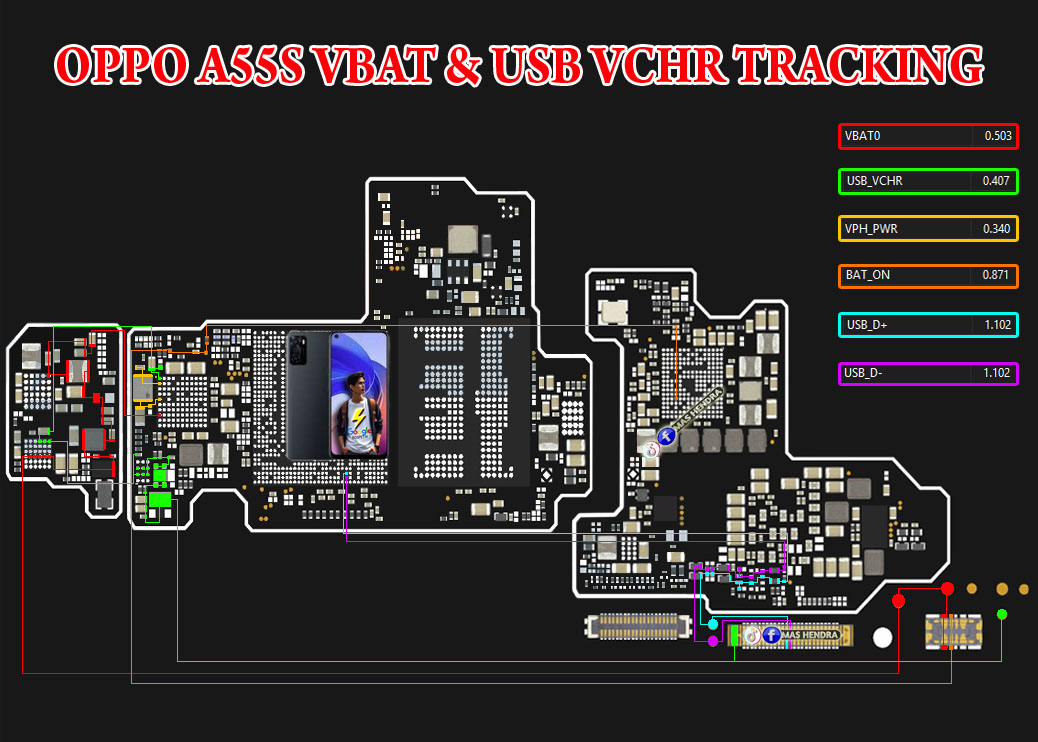 OPPO A55S VBAT & USB VCHR TRACKING
VBAT0 0.503
USB_VCHR 0.407
VPH_PWR 0.340
BAT_ON 0.871
USB_D+ 1.102
USB_D- 1.102
Google
MAS HENDRA
MAS HENDRA